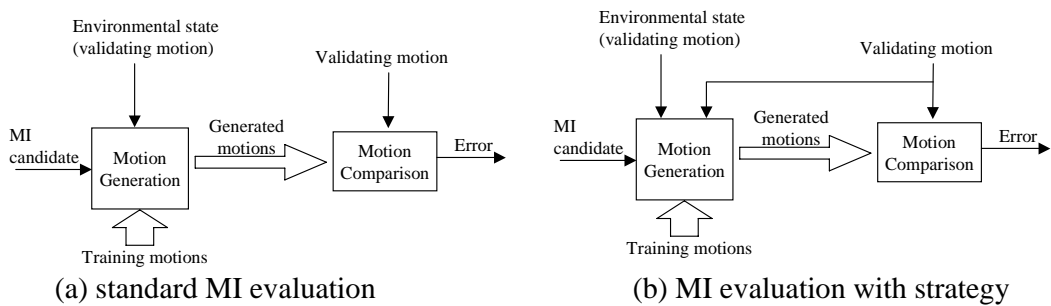 Environmental state
(validating motion)
Validating motion
MI
candidate
Motion
Generation
Generated
motions
Motion
Comparison
Error
Training motions
(a) standard MI evaluation
Environmental state
(validating motion)
Validating motion
MI
candidate
Motion
Generation
Generated
motions
Motion
Comparison
Error
Training motions
(b) MI evaluation with strategy